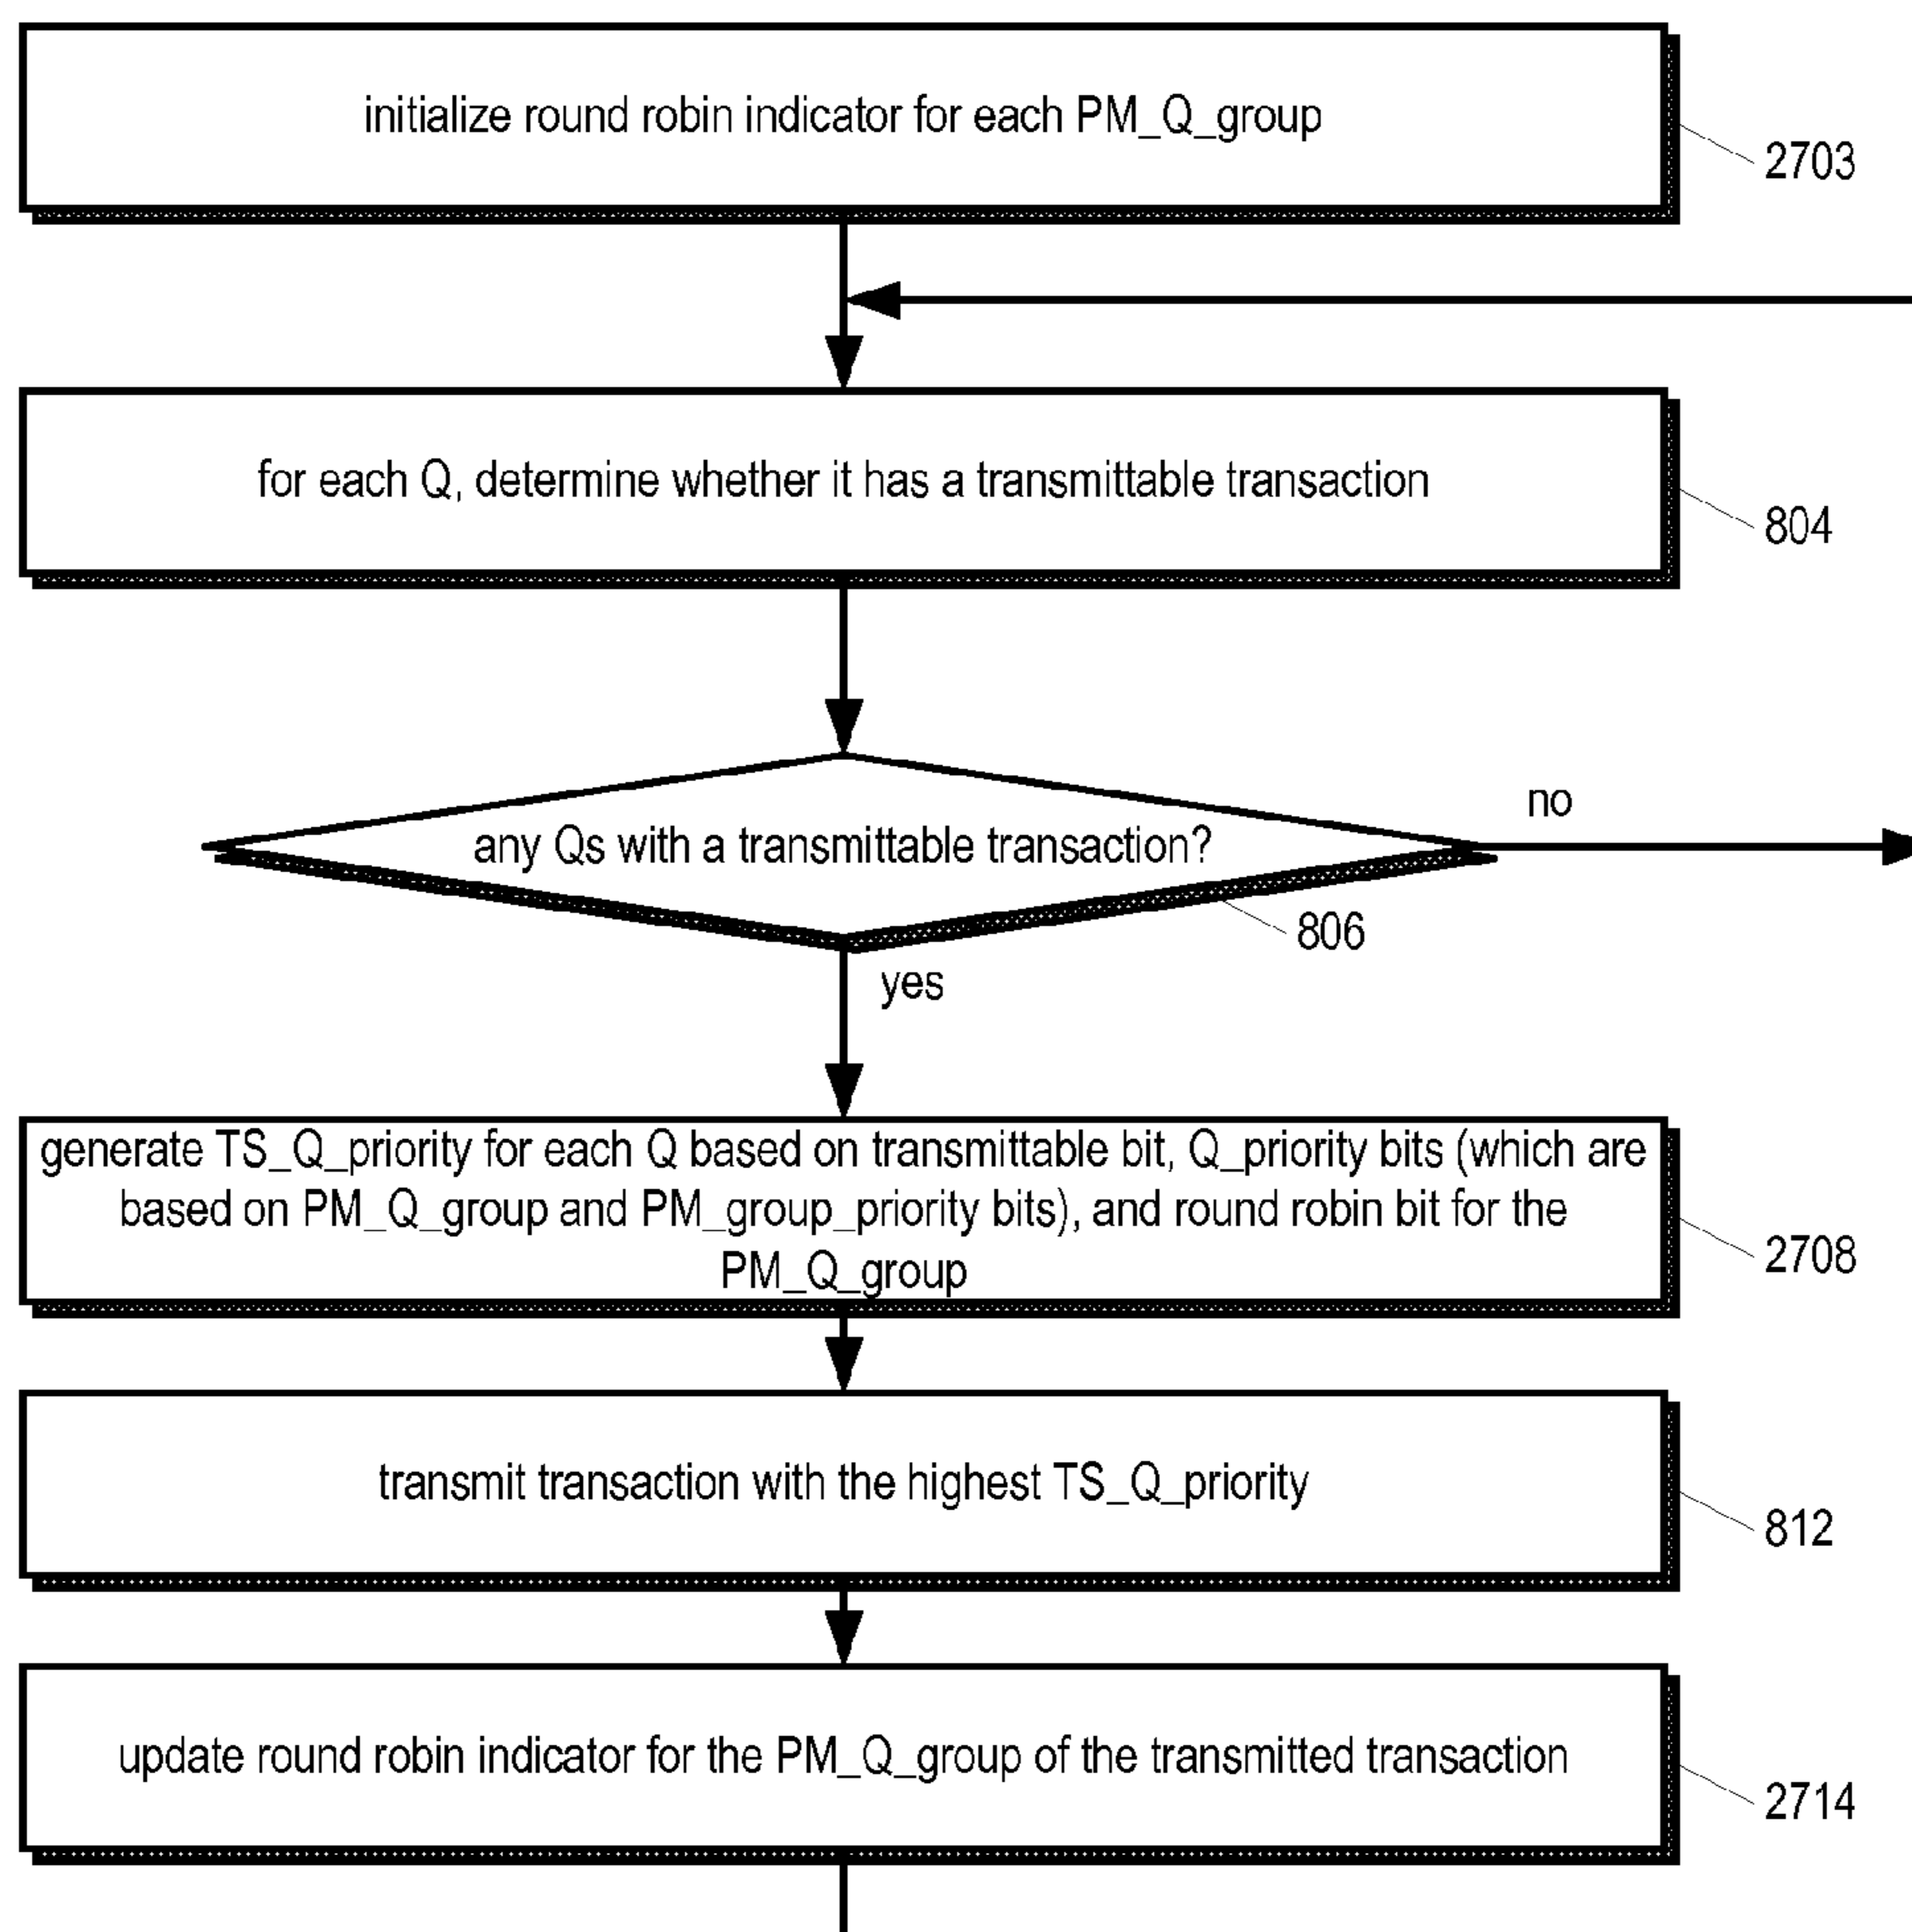 initialize round robin indicator for each PM_Q_group
2703
for each Q, determine whether it has a transmittable transaction
804
no
any Qs with a transmittable transaction?
806
yes
generate TS_Q_priority for each Q based on transmittable bit, Q_priority bits (which are
based on PM_Q_group and PM_group_priority bits), and round robin bit for the
PM_Q_group
2708
transmit transaction with the highest TS_Q_priority
812
update round robin indicator for the PM_Q_group of the transmitted transaction
2714